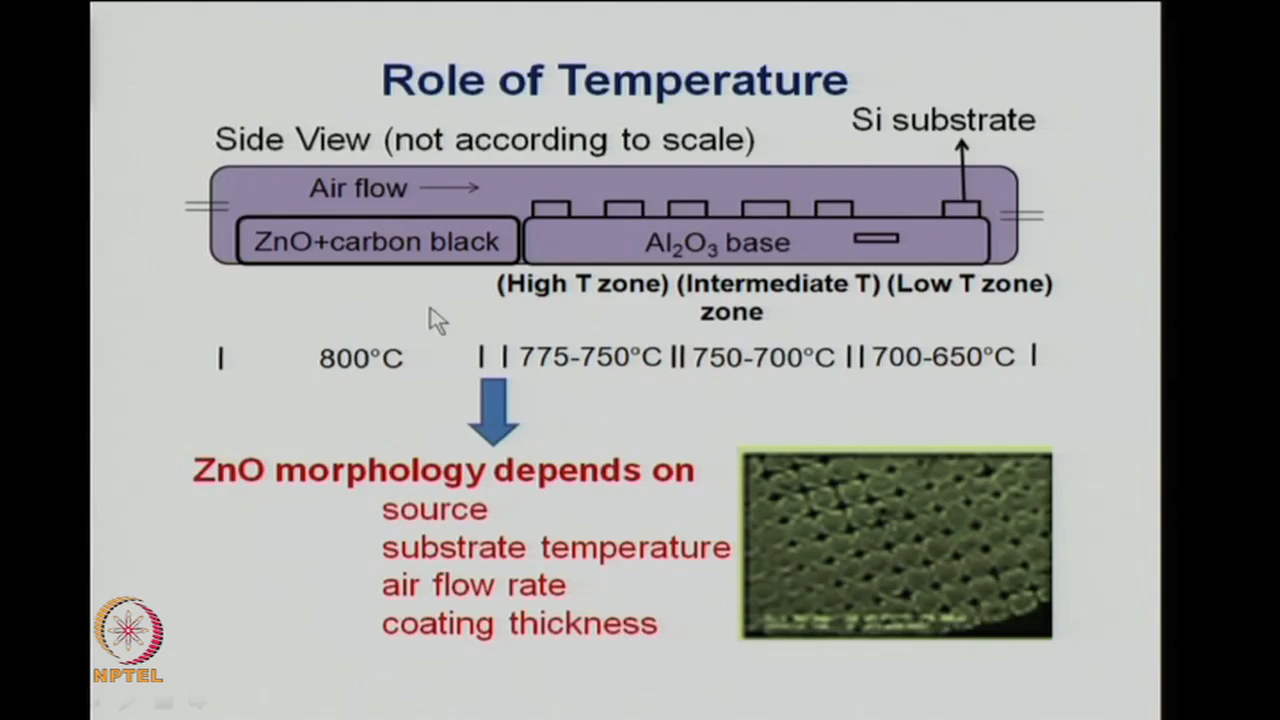 Role of Temperature
Si substrate
Side View (not according to scale)
Air flow
ZnO+carbon black
Al₂O₃ base
(High T zone) (Intermediate T) (Low T zone)
zone
| 800°C | | 775-750°C || 750-700°C || 700-650°C |
ZnO morphology depends on
source
substrate temperature
air flow rate
coating thickness
NPTEL